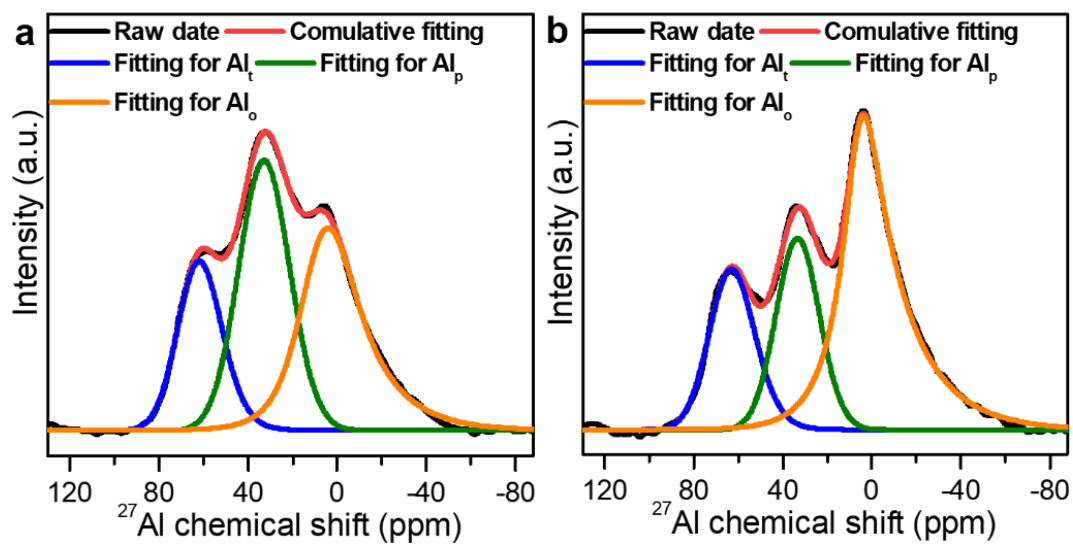 a
Raw date
Comulative fitting
Fitting for Alt
Fitting for Alp
Fitting for Alo
Intensity (a.u.)
120 80 40 0 -40 -80
27Al chemical shift (ppm)
b
Raw date
Comulative fitting
Fitting for Alt
Fitting for Alp
Fitting for Alo
Intensity (a.u.)
120 80 40 0 -40 -80
27Al chemical shift (ppm)